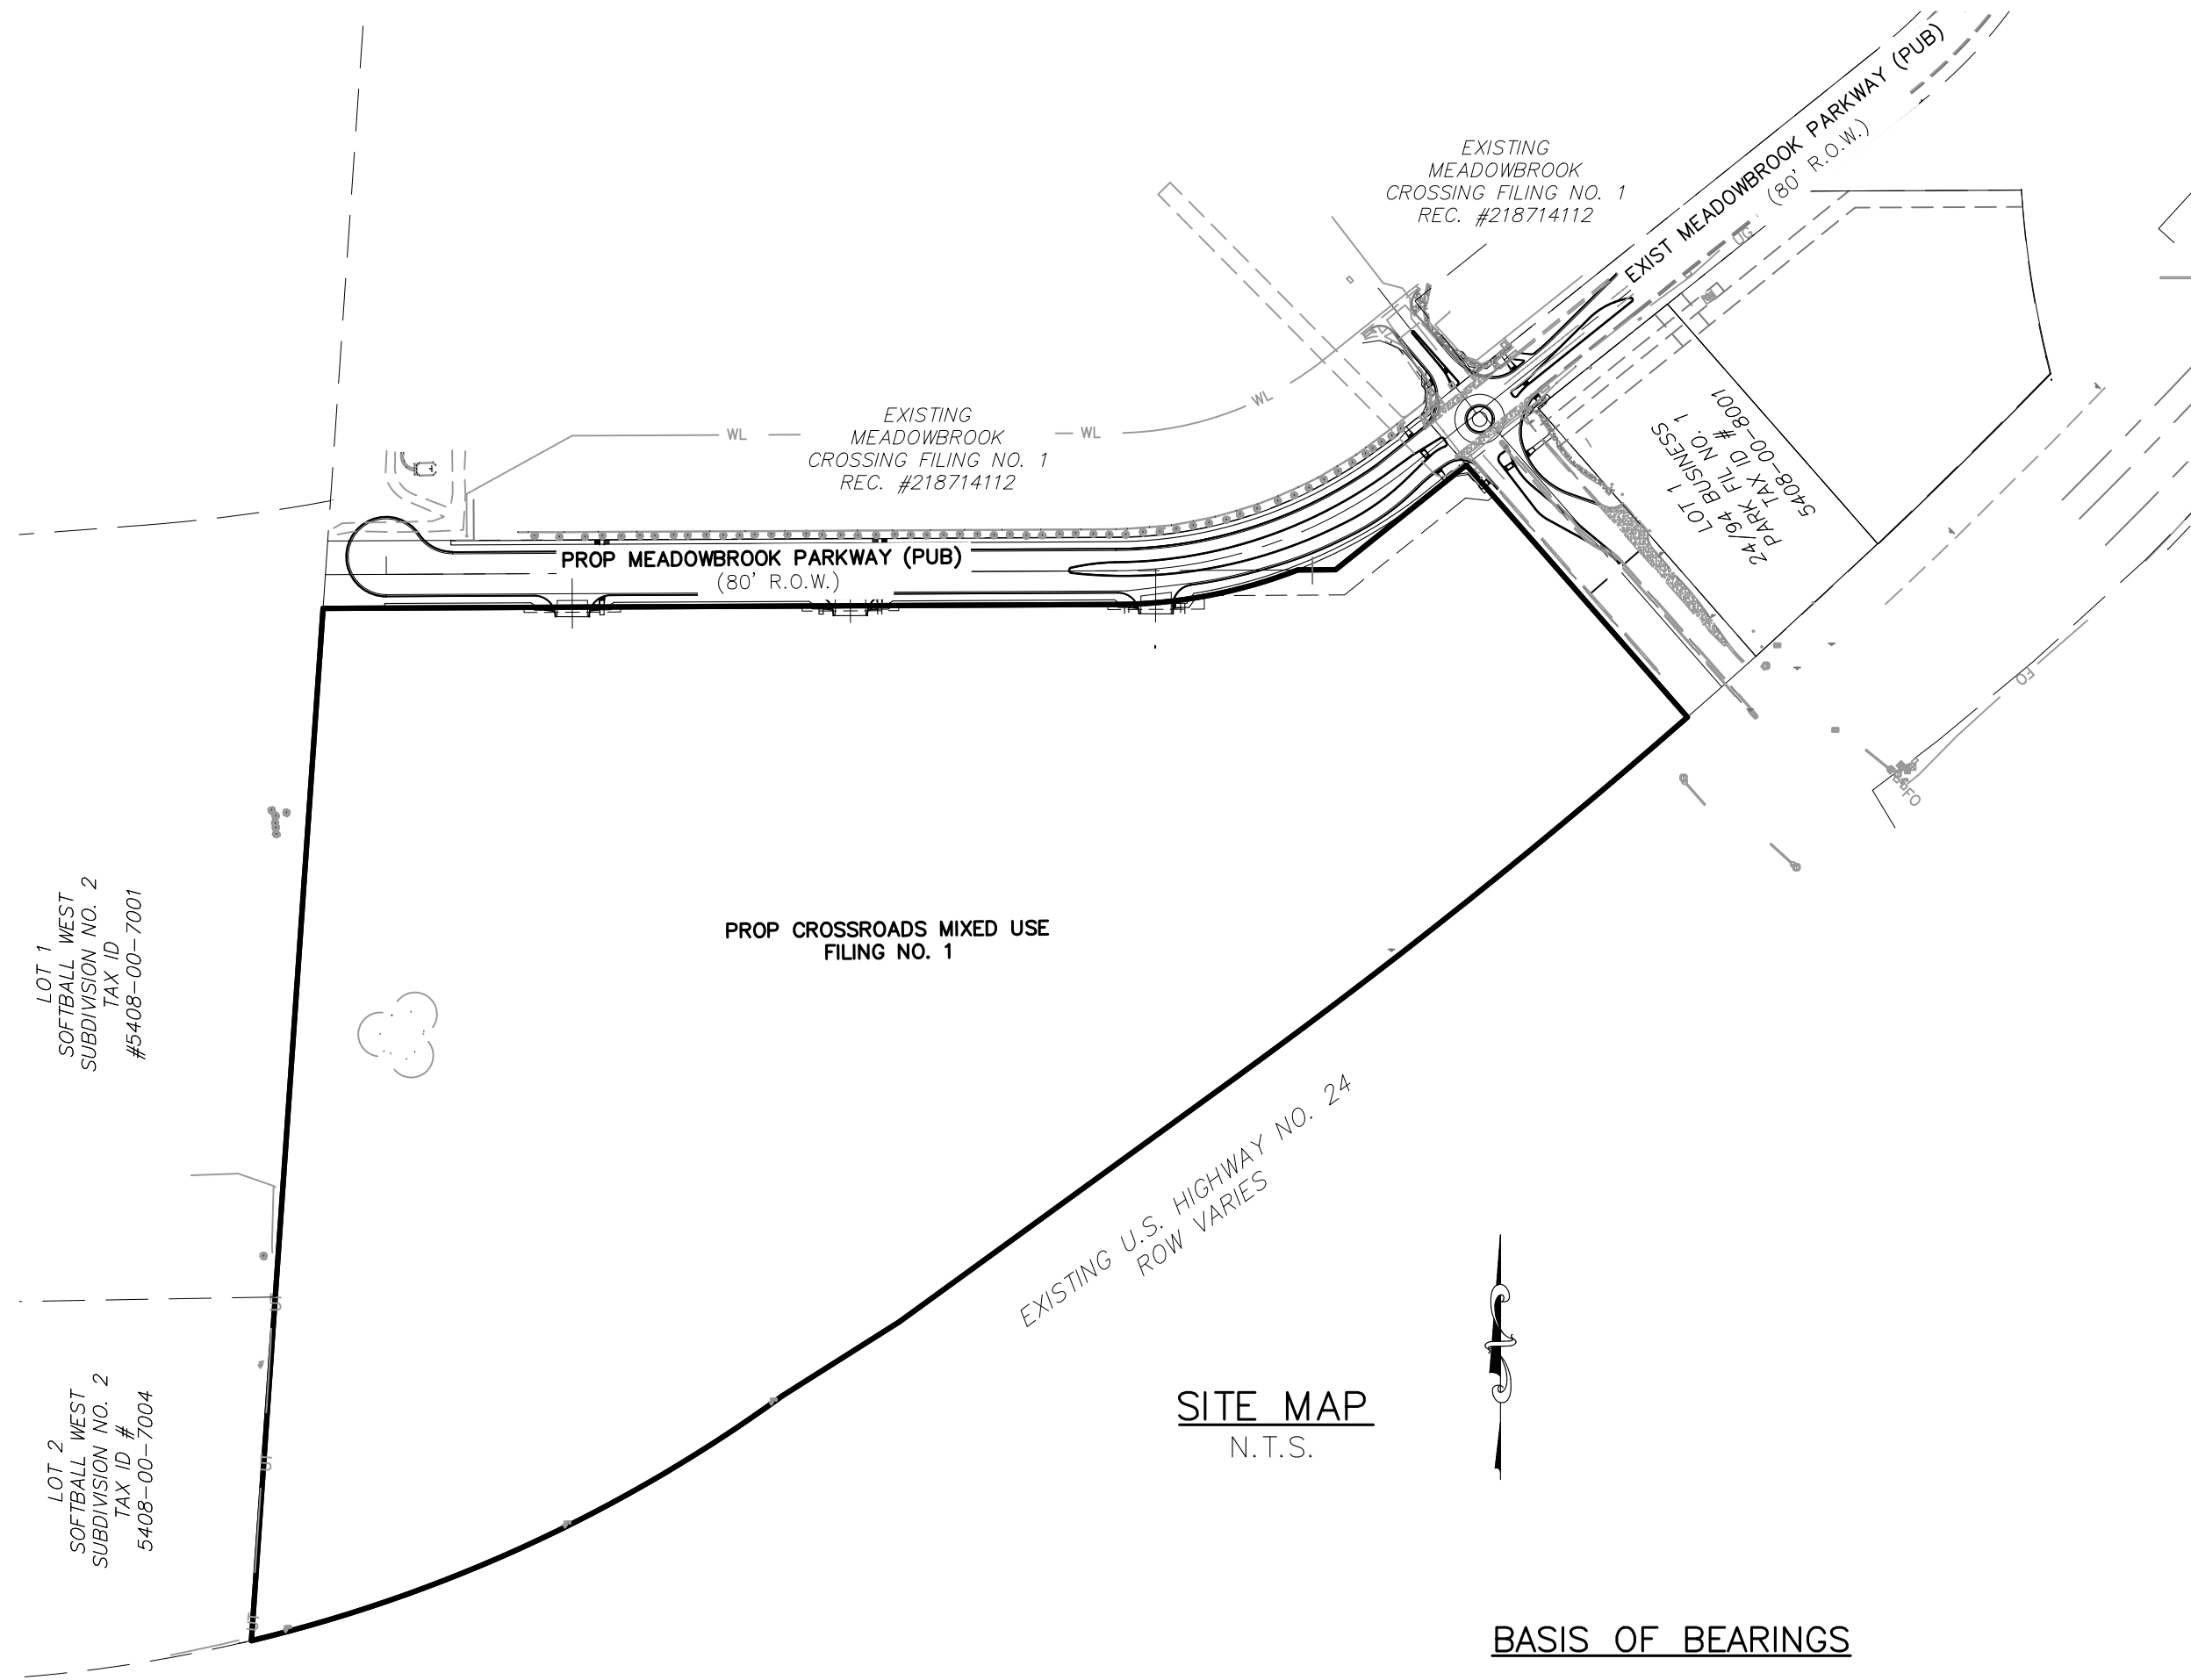 EXIST MEADOWBROOK PARKWAY (PUB)
(80' R.O.W.)
EXISTING
MEADOWBROOK
CROSSING FILING NO. 1
REC. #218714112
UG
LOT 1
24/94 BUSINESS
PARK FIL NO. 1
TAX ID #
5408-00-8001
WL
EXISTING
MEADOWBROOK
CROSSING FILING NO. 1
REC. #218714112
WL
WL
PROP MEADOWBROOK PARKWAY (PUB)
(80' R.O.W.)
FO
FO
PROP CROSSROADS MIXED USE
FILING NO. 1
LOT 1
SOFTBALL WEST
SUBDIVISION NO. 2
TAX ID
#5408-00-7001
EXISTING U.S. HIGHWAY NO. 24
ROW VARIES
LOT 2
SOFTBALL WEST
SUBDIVISION NO. 2
TAX ID #
5408-00-7004
SITE MAP
N.T.S.
BASIS OF BEARINGS